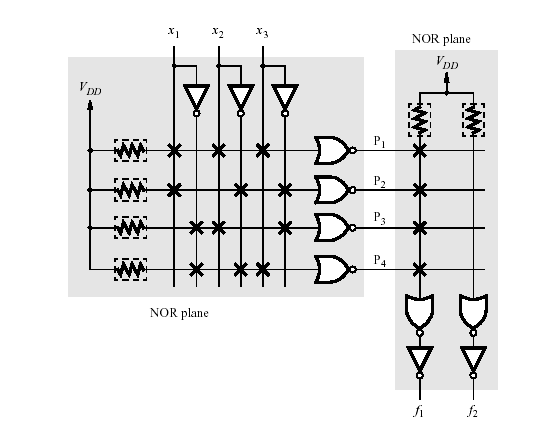 x1 x2 x3
NOR plane
VDD
VDD
P1
P2
P3
P4
NOR plane
f1 f2